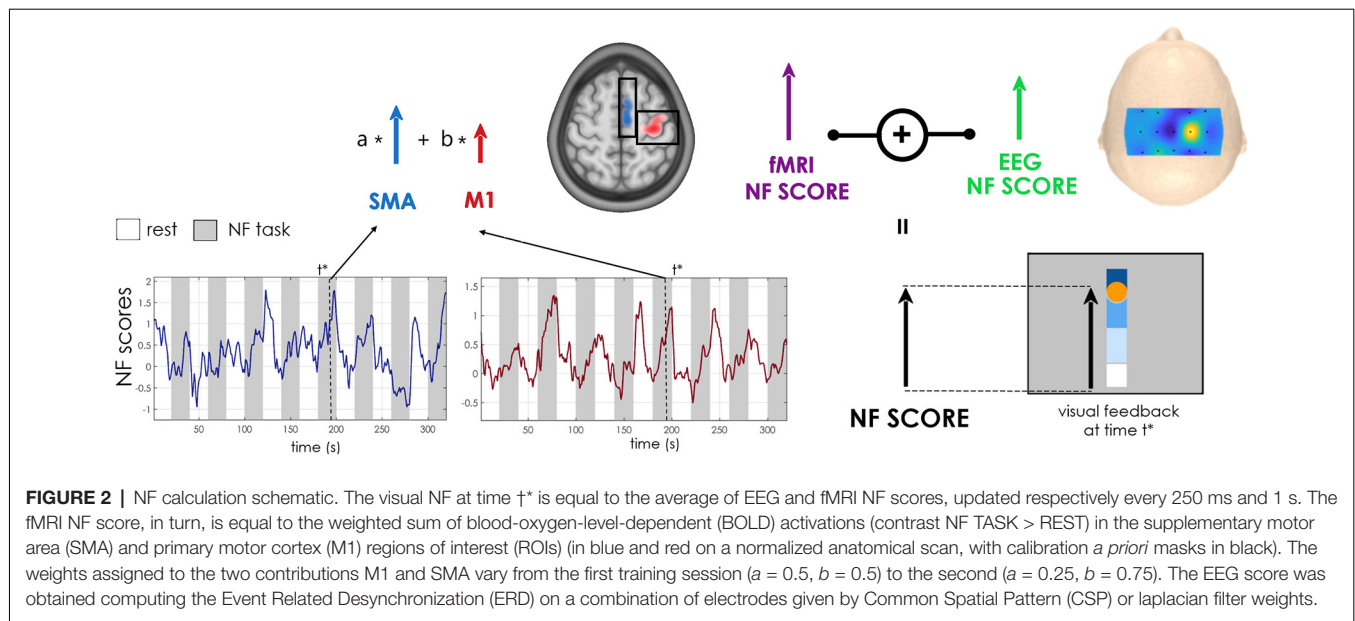 a * + b *
SMA M1
fMRI
NF SCORE
+
EEG
NF SCORE
=
rest NF task
NF scores
†*
2
1.5
1
0.5
0
-0.5
-1
50 100 150 200 250 300
time (s)
†*
1.5
1
0.5
0
-0.5
50 100 150 200 250 300
time (s)
NF SCORE
visual feedback
at time t*
FIGURE 2 | NF calculation schematic. The visual NF at time †* is equal to the average of EEG and fMRI NF scores, updated respectively every 250 ms and 1 s. The
fMRI NF score, in turn, is equal to the weighted sum of blood-oxygen-level-dependent (BOLD) activations (contrast NF TASK > REST) in the supplementary motor
area (SMA) and primary motor cortex (M1) regions of interest (ROIs) (in blue and red on a normalized anatomical scan, with calibration a priori masks in black). The
weights assigned to the two contributions M1 and SMA vary from the first training session (a = 0.5, b = 0.5) to the second (a = 0.25, b = 0.75). The EEG score was
obtained computing the Event Related Desynchronization (ERD) on a combination of electrodes given by Common Spatial Pattern (CSP) or laplacian filter weights.